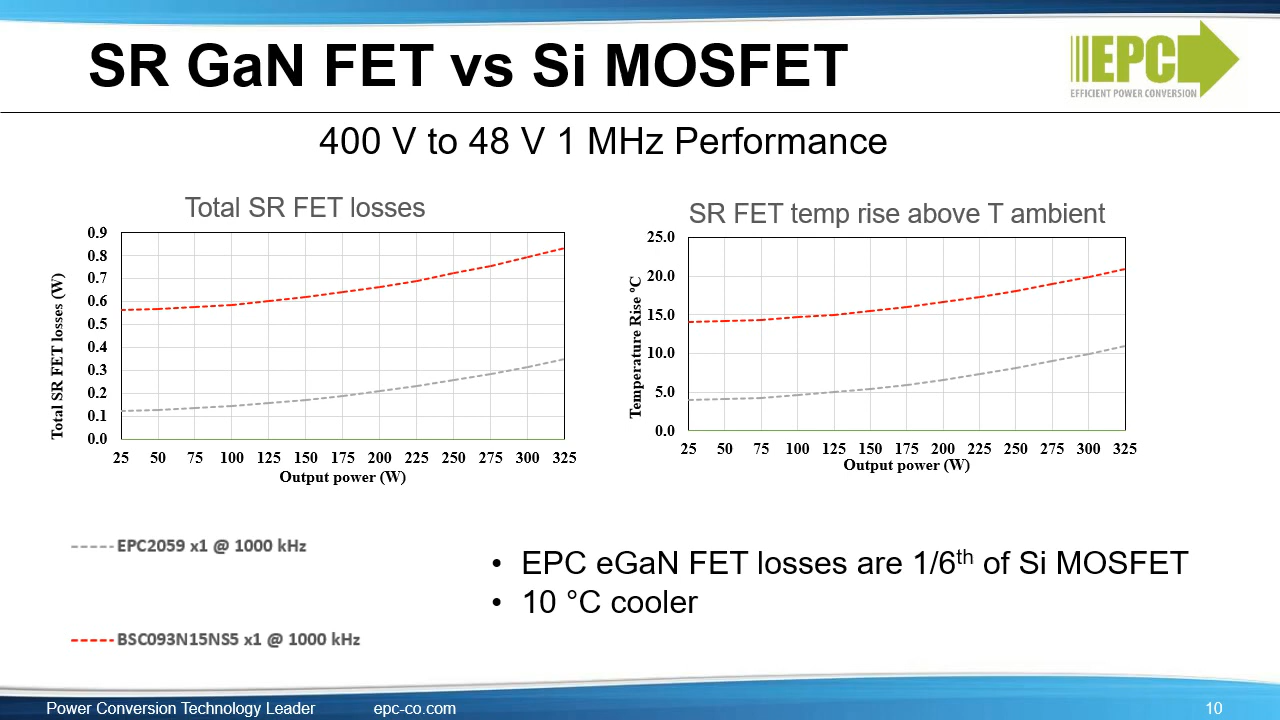 SR GaN FET vs Si MOSFET
EPC
EFFICIENT POWER CONVERSION
400 V to 48 V 1 MHz Performance
Total SR FET losses
0.9
0.8
0.7
0.6
0.5
0.4
0.3
0.2
0.1
0.0
Total SR FET losses (W)
25 50 75 100 125 150 175 200 225 250 275 300 325
Output power (W)
SR FET temp rise above T ambient
25.0
20.0
15.0
10.0
5.0
0.0
Temperature Rise °C
25 50 75 100 125 150 175 200 225 250 275 300 325
Output power (W)
EPC2059 x1 @ 1000 kHz
BSC093N15NS5 x1 @ 1000 kHz
• EPC eGaN FET losses are 1/6th of Si MOSFET
• 10 °C cooler
Power Conversion Technology Leader epc-co.com 10